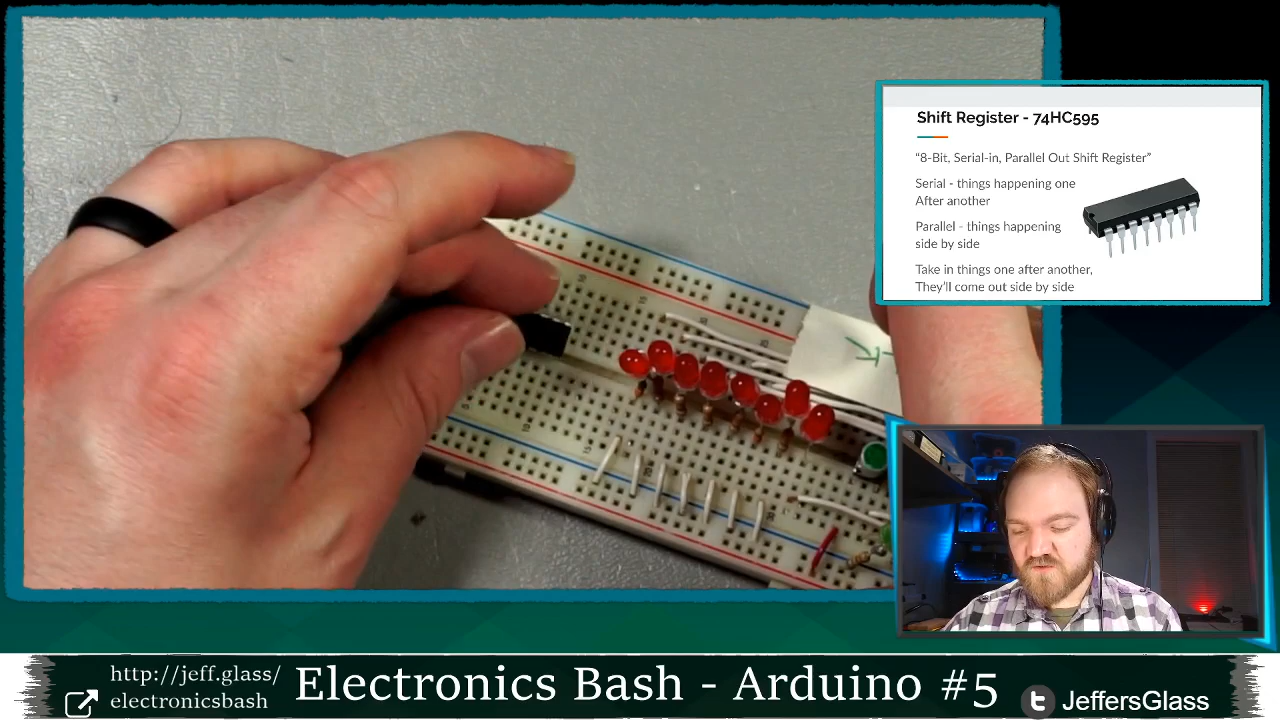 Shift Register - 74HC595
“8-Bit, Serial-in, Parallel Out Shift Register”
Serial - things happening one
After another
Parallel - things happening
side by side
Take in things one after another,
They’ll come out side by side
http://jeff.glass/
electronicsbash
Electronics Bash - Arduino #5
JeffersGlass